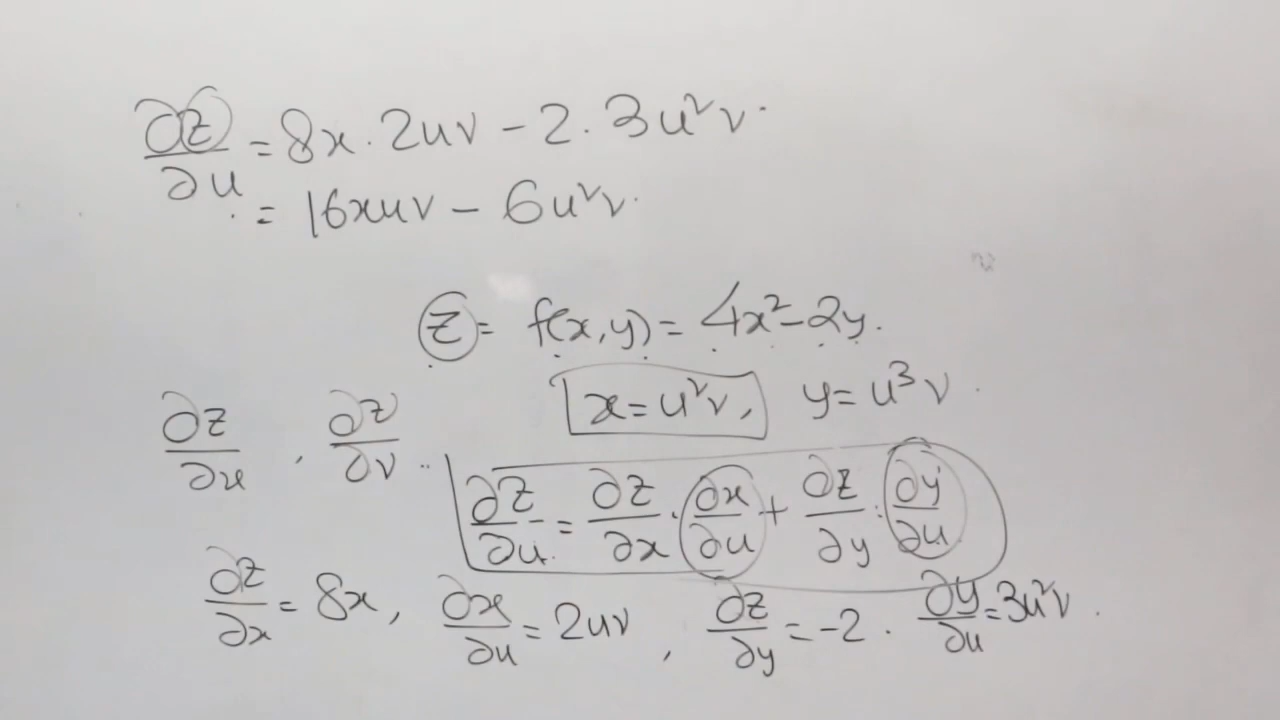 ∂z/∂u = 8x · 2uv − 2 · 3u²v.
= 16xuv − 6u²v.
z = f(x,y) = 4x² − 2y.
x = u²v, y = u³v.
∂z/∂u , ∂z/∂v ..
∂z/∂u = ∂z/∂x · ∂x/∂u + ∂z/∂y · ∂y/∂u
∂z/∂x = 8x, ∂x/∂u = 2uv , ∂z/∂y = −2 . ∂y/∂u = 3u²v .